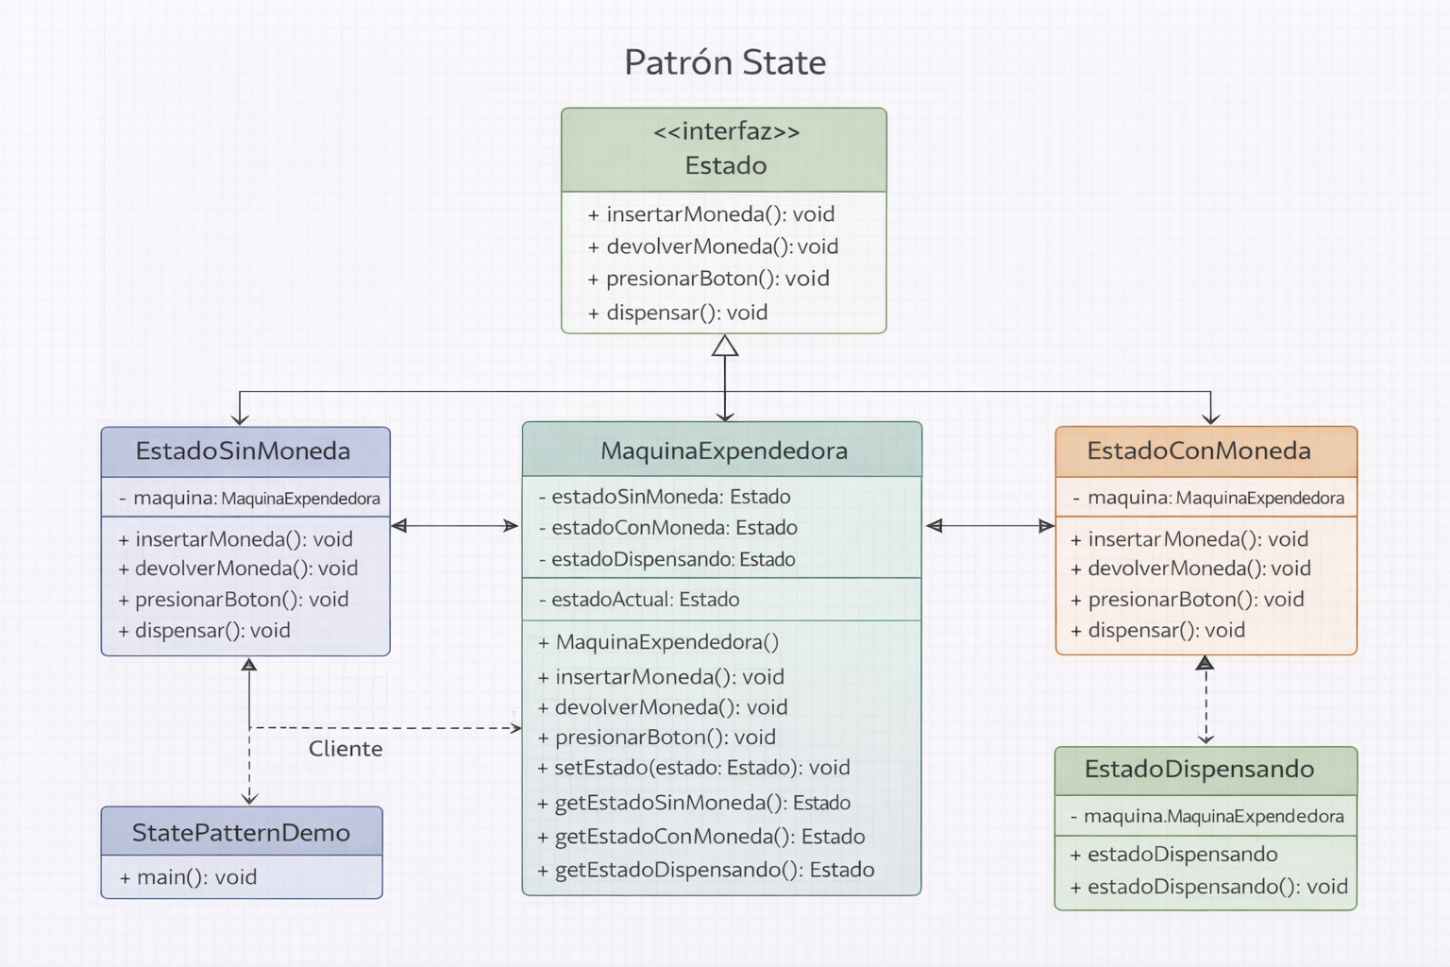 Patrón State
<<interfaz>>
Estado
+ insertarMoneda(): void
+ devolverMoneda(): void
+ presionarBoton(): void
+ dispensar(): void
EstadoSinMoneda
- maquina: MaquinaExpendedora
+ insertarMoneda(): void
+ devolverMoneda(): void
+ presionarBoton(): void
+ dispensar(): void
MaquinaExpendedora
- estadoSinMoneda: Estado
- estadoConMoneda: Estado
- estadoDispensando: Estado
- estadoActual: Estado
+ MaquinaExpendedora()
+ insertarMoneda(): void
+ devolverMoneda(): void
+ presionarBoton(): void
+ setEstado(estado: Estado): void
+ getEstadoSinMoneda(): Estado
+ getEstadoConMoneda(): Estado
+ getEstadoDispensando(): Estado
EstadoConMoneda
- maquina: MaquinaExpendedora
+ insertarMoneda(): void
+ devolverMoneda(): void
+ presionarBoton(): void
+ dispensar(): void
Cliente
StatePatternDemo
+ main(): void
EstadoDispensando
- maquina.MaquinaExpendedora
+ estadoDispensando
+ estadoDispensando(): void